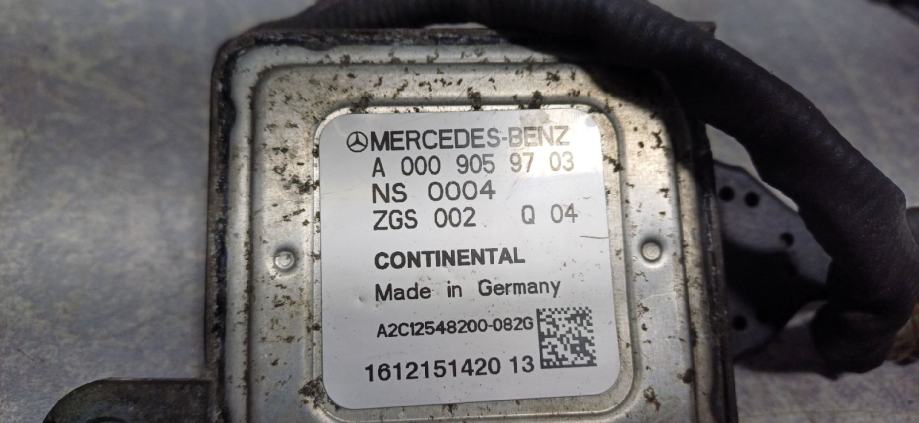 MERCEDES-BENZ
A 000 905 97 03
NS 0004
ZGS 002 Q 04
CONTINENTAL
Made in Germany
A2C12548200-082G
1612151420 13